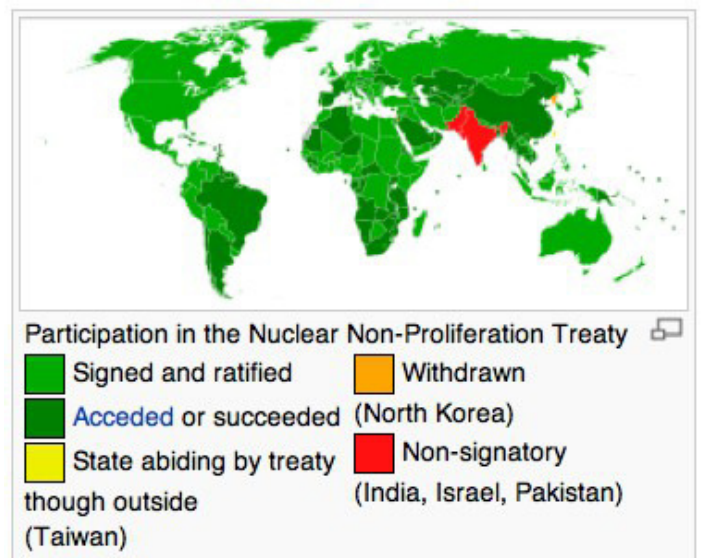 Participation in the Nuclear Non-Proliferation Treaty
Signed and ratified
Acceded or succeeded
State abiding by treaty
though outside
(Taiwan)
Withdrawn
(North Korea)
Non-signatory
(India, Israel, Pakistan)